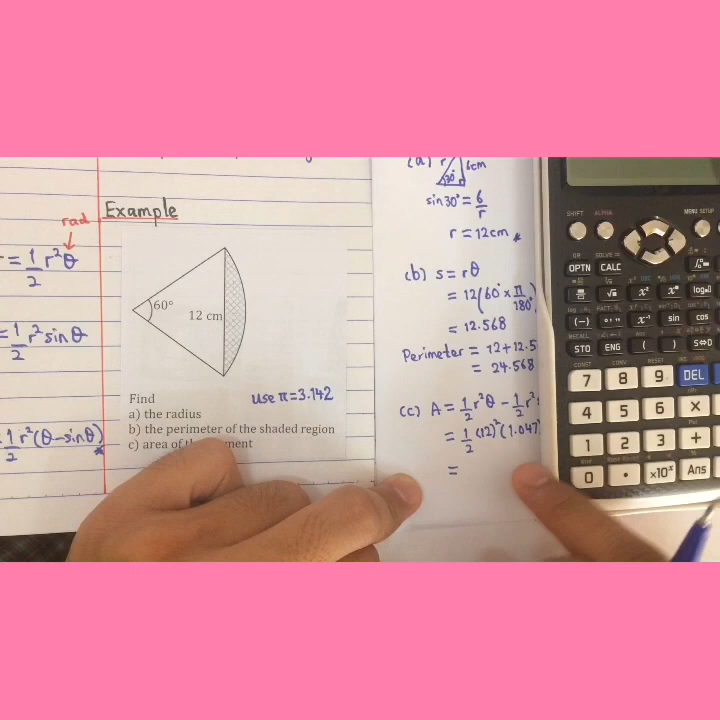 Example
rad
= 1/2 r²θ
= 1/2 r² sin θ
1/2 r² (θ - sin θ)
60°
12 cm
Find
use π = 3.142
a) the radius
b) the perimeter of the shaded region
c) area of
(a) r
6cm
30°
sin 30° = 6/r
r = 12cm
(b) s = rθ
= 12(60° × π/180°)
= 12.568
Perimeter = 12 + 12.5
= 24.568
(c) A = 1/2 r²θ - 1/2 r²
= 1/2 (12)² (1.047
=
SHIFT ALPHA MENU SETUP
OPTN CALC
x² log
(−) x⁻¹ sin cos
STO ENG ( ) S⇔D
7 8 9 DEL
4 5 6 ×
1 2 3 +
0 . ×10ˣ Ans